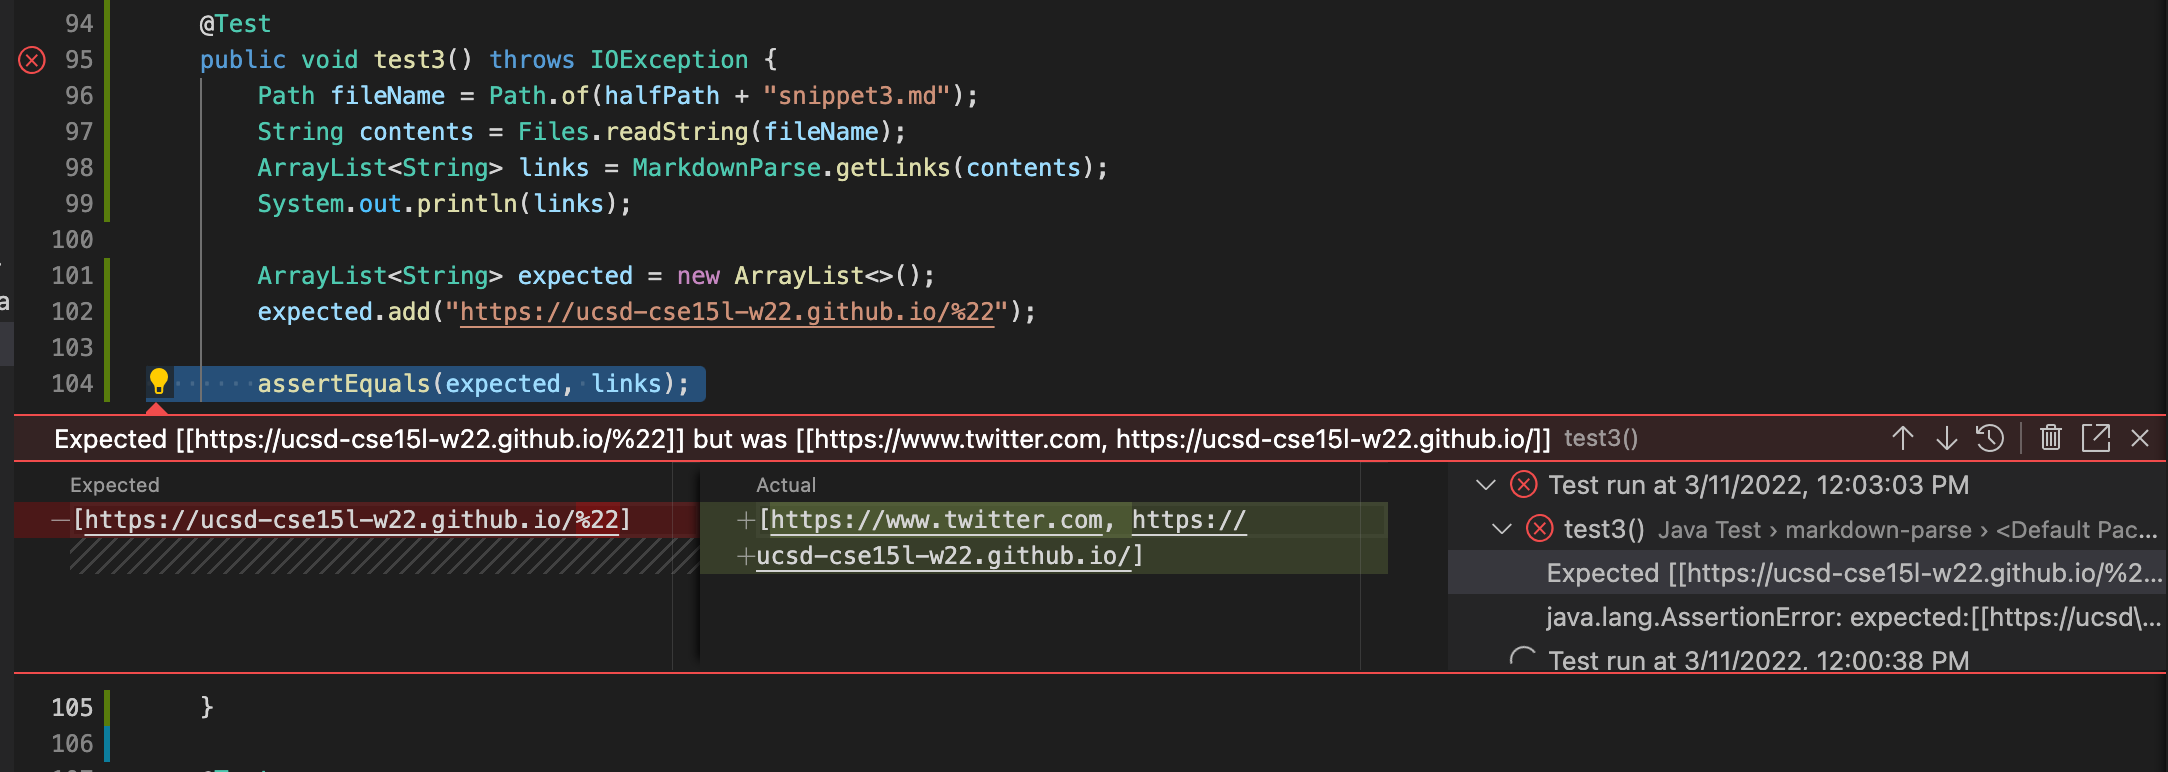 94 @Test
95 public void test3() throws IOException {
96 Path fileName = Path.of(halfPath + "snippet3.md");
97 String contents = Files.readString(fileName);
98 ArrayList<String> links = MarkdownParse.getLinks(contents);
99 System.out.println(links);
100
101 ArrayList<String> expected = new ArrayList<>();
a
102 expected.add("https://ucsd-cse15l-w22.github.io/%22");
103
104 assertEquals(expected, links);
Expected [[https://ucsd-cse15l-w22.github.io/%22]] but was [[https://www.twitter.com, https://ucsd-cse15l-w22.github.io/]] test3()
Expected
—[https://ucsd-cse15l-w22.github.io/%22]
Actual
+[https://www.twitter.com, https://
+ucsd-cse15l-w22.github.io/]
Test run at 3/11/2022, 12:03:03 PM
test3() Java Test › markdown-parse › <Default Pac...
Expected [[https://ucsd-cse15l-w22.github.io/%2...
java.lang.AssertionError: expected:[[https://ucsd\...
Test run at 3/11/2022, 12:00:38 PM
105 }
106